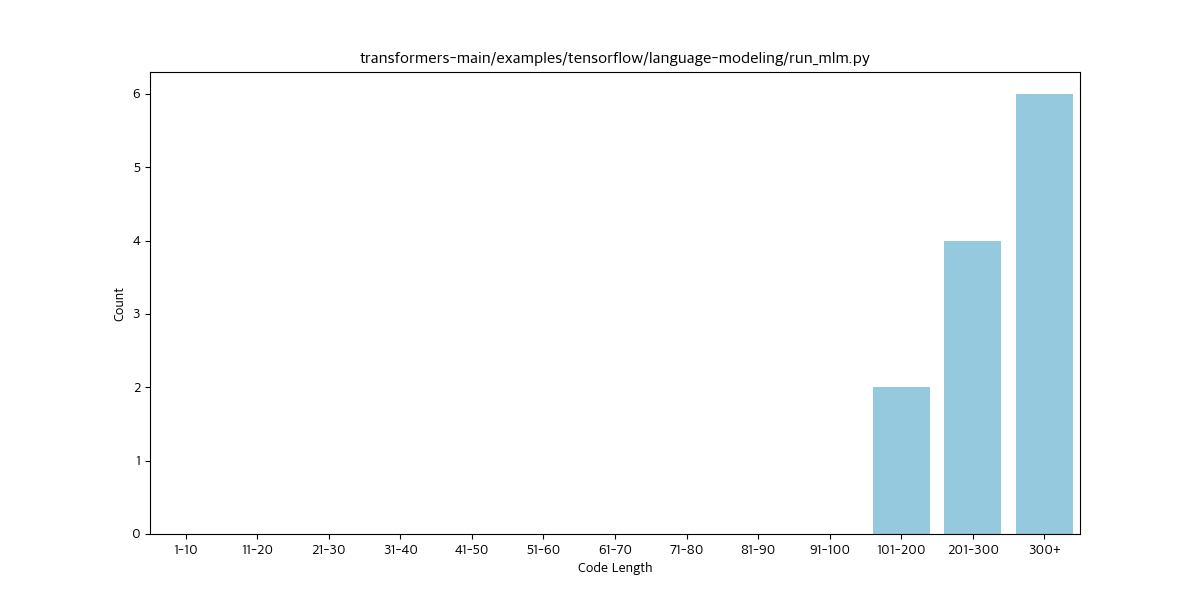 transformers-main/examples/tensorflow/language-modeling/run_mlm.py
6
5
4
3
2
1
0
Count
1-10 11-20 21-30 31-40 41-50 51-60 61-70 71-80 81-90 91-100 101-200 201-300 300+
Code Length